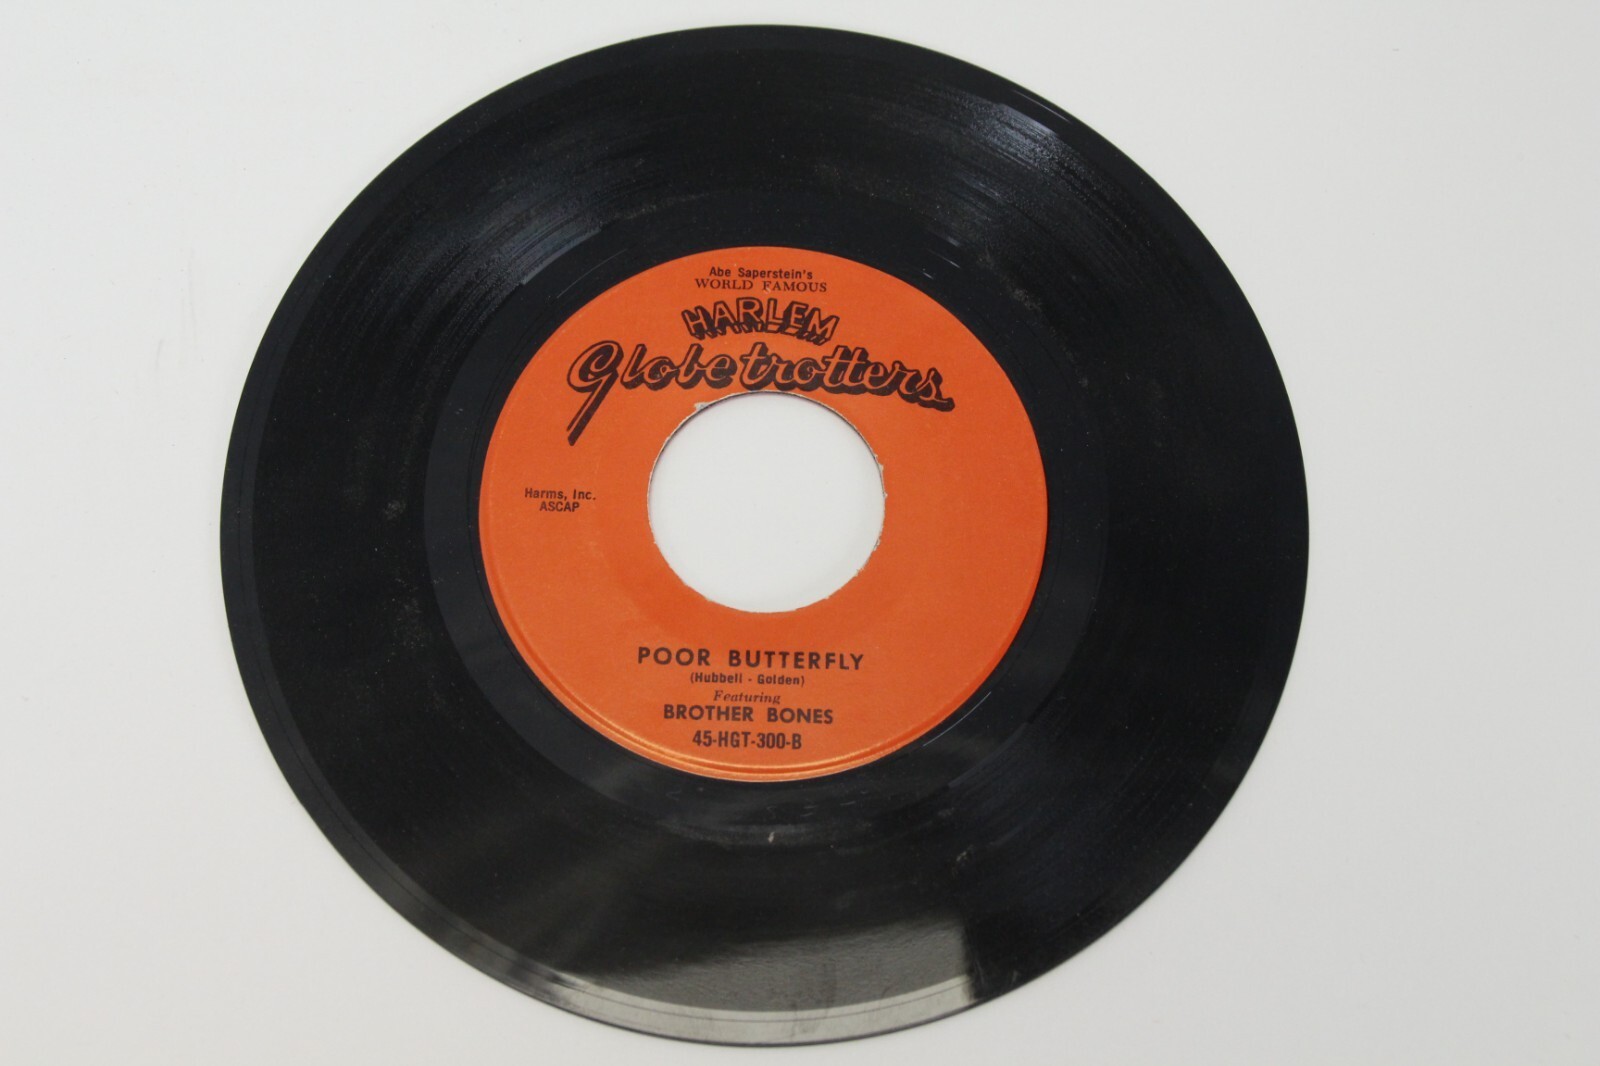 Abe Saperstein's
WORLD FAMOUS
HARLEM
Globetrotters
Harms, Inc.
ASCAP
POOR BUTTERFLY
(Hubbell - Golden)
Featuring
BROTHER BONES
45-HGT-300-B